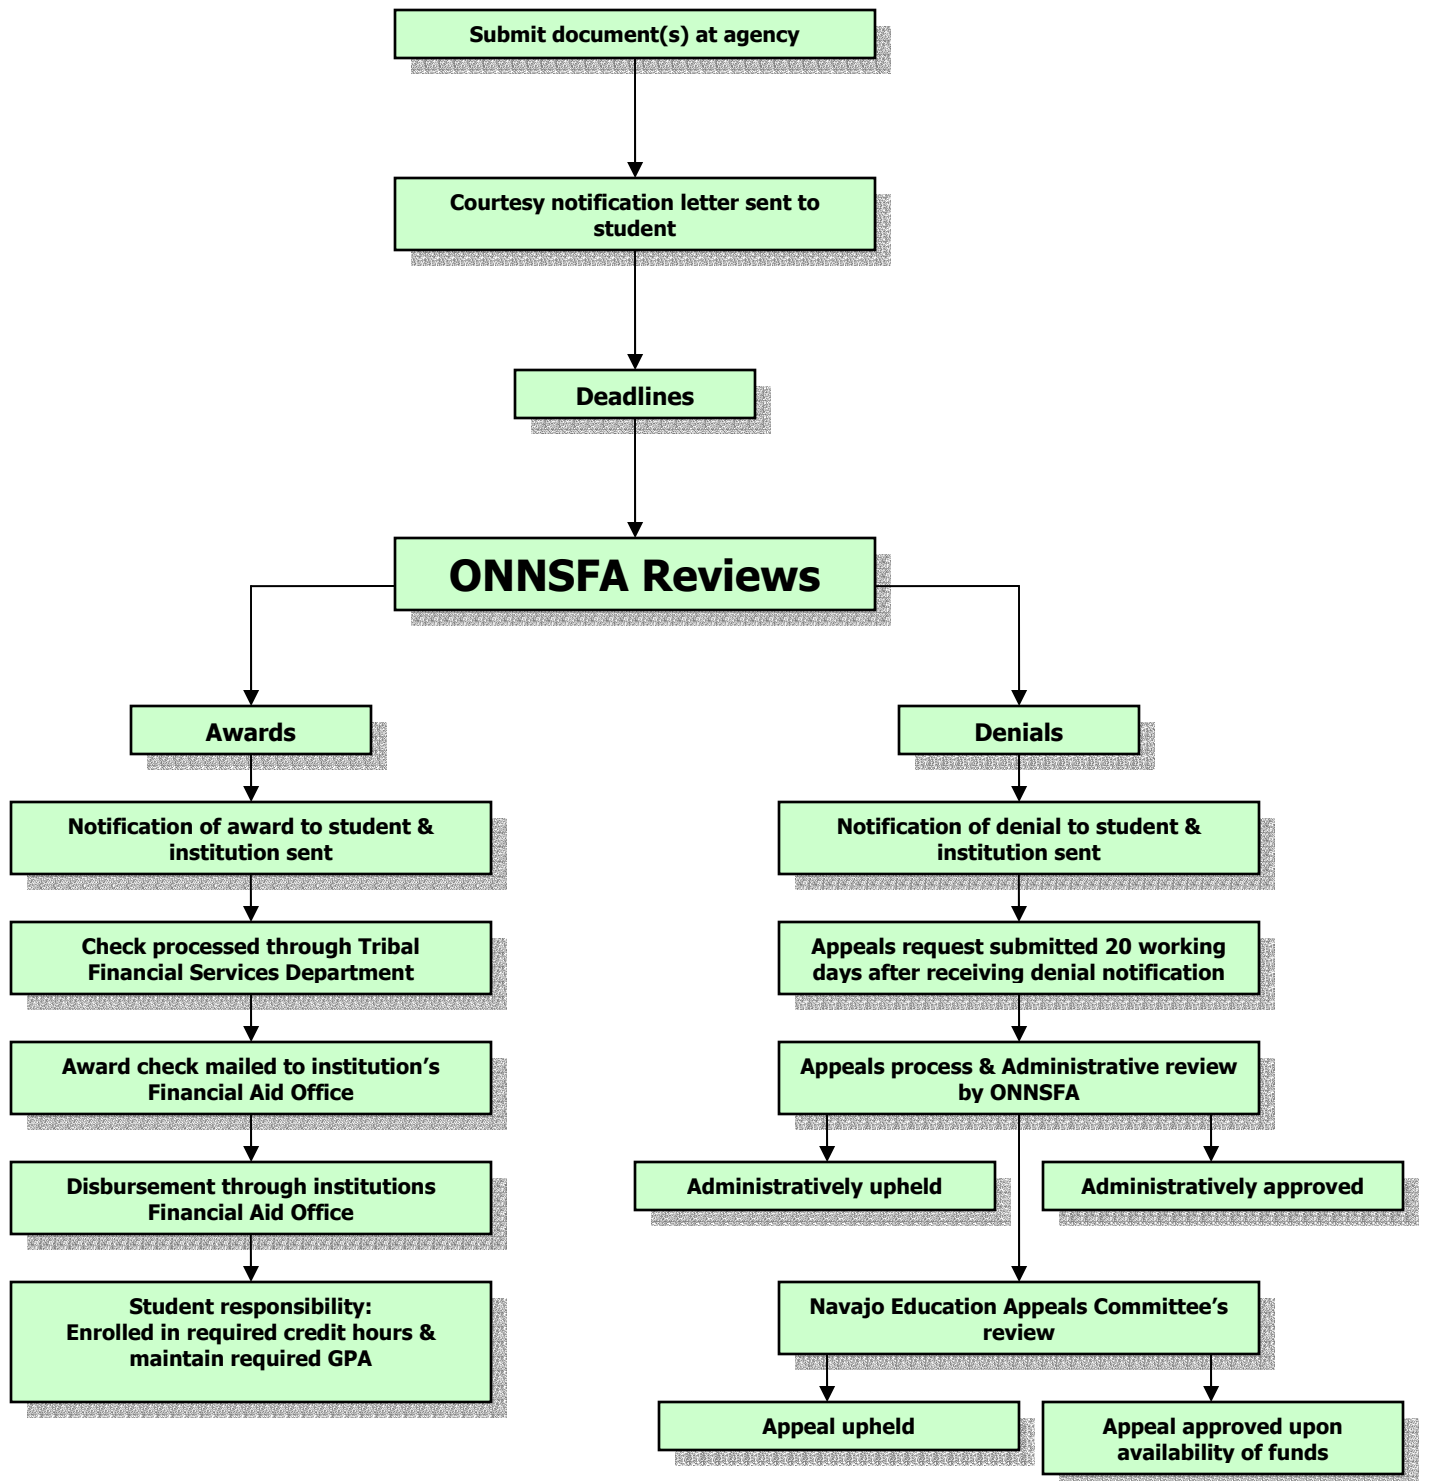 Submit document(s) at agency
Courtesy notification letter sent to
student
Deadlines
ONNSFA Reviews
Awards
Notification of award to student &
institution sent
Check processed through Tribal
Financial Services Department
Award check mailed to institution’s
Financial Aid Office
Disbursement through institutions
Financial Aid Office
Student responsibility:
Enrolled in required credit hours &
maintain required GPA
Denials
Notification of denial to student &
institution sent
Appeals request submitted 20 working
days after receiving denial notification
Appeals process & Administrative review
by ONNSFA
Administratively upheld
Administratively approved
Navajo Education Appeals Committee’s
review
Appeal upheld
Appeal approved upon
availability of funds